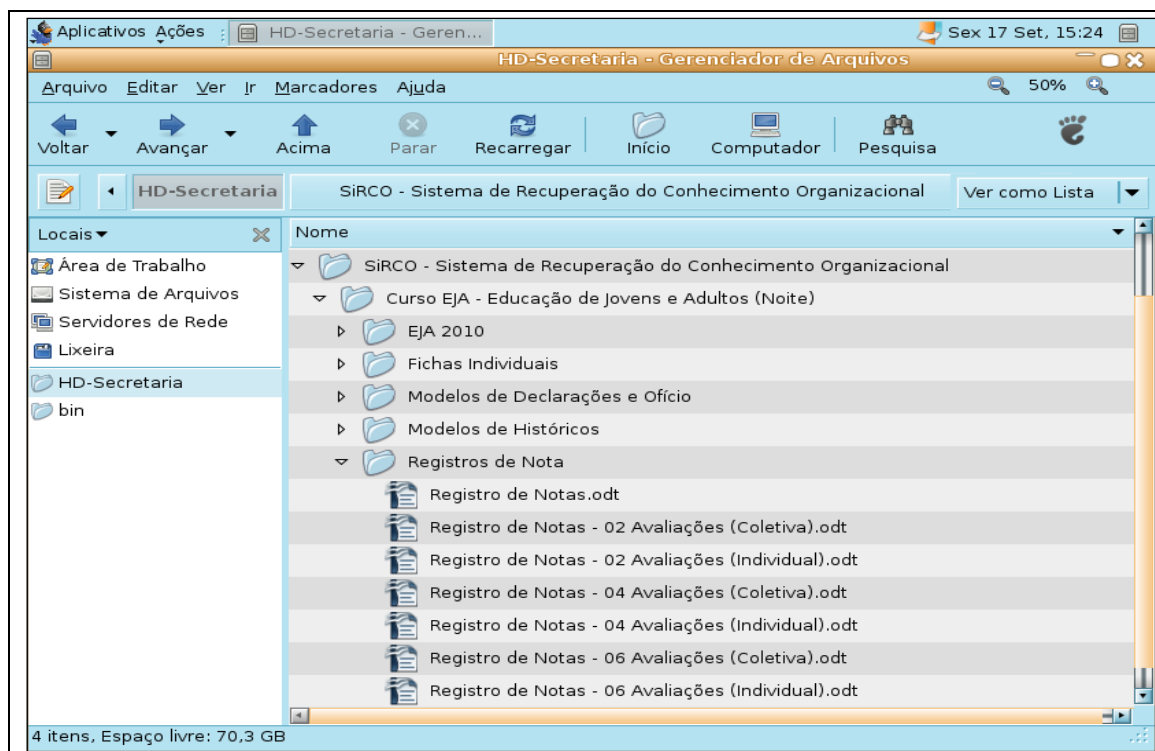 Aplicativos Ações HD-Secretaria - Geren... Sex 17 Set, 15:24
HD-Secretaria - Gerenciador de Arquivos
Arquivo Editar Ver Ir Marcadores Ajuda 50%
Voltar Avançar Acima Parar Recarregar Início Computador Pesquisa
HD-Secretaria SiRCO - Sistema de Recuperação do Conhecimento Organizacional Ver como Lista
Locais Nome
Área de Trabalho
Sistema de Arquivos
Servidores de Rede
Lixeira
HD-Secretaria
bin
SiRCO - Sistema de Recuperação do Conhecimento Organizacional
Curso EJA - Educação de Jovens e Adultos (Noite)
EJA 2010
Fichas Individuais
Modelos de Declarações e Ofício
Modelos de Históricos
Registros de Nota
Registro de Notas.odt
Registro de Notas - 02 Avaliações (Coletiva).odt
Registro de Notas - 02 Avaliações (Individual).odt
Registro de Notas - 04 Avaliações (Coletiva).odt
Registro de Notas - 04 Avaliações (Individual).odt
Registro de Notas - 06 Avaliações (Coletiva).odt
Registro de Notas - 06 Avaliações (Individual).odt
4 itens, Espaço livre: 70,3 GB